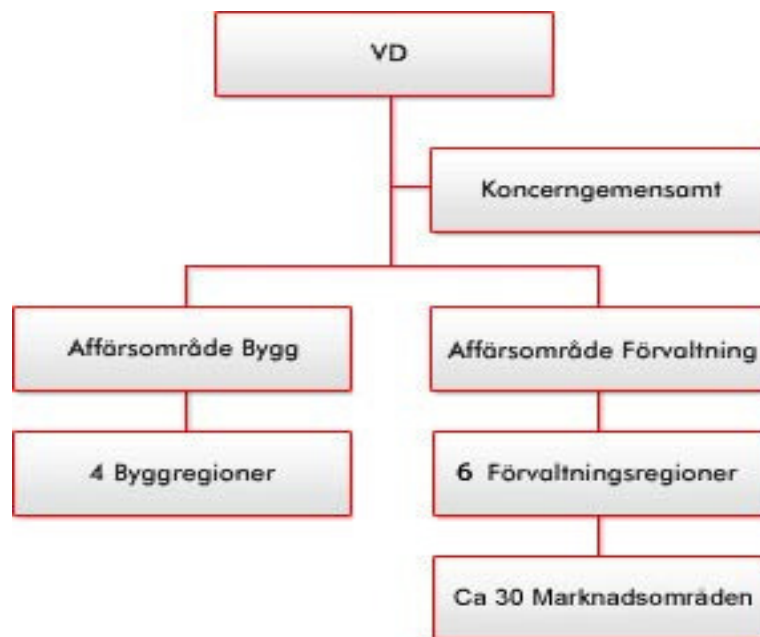 VD
Koncerngemensamt
Affärsområde Bygg
Affärsområde Förvaltning
4 Byggregioner
6 Förvaltningsregioner
Ca 30 Marknadsområden